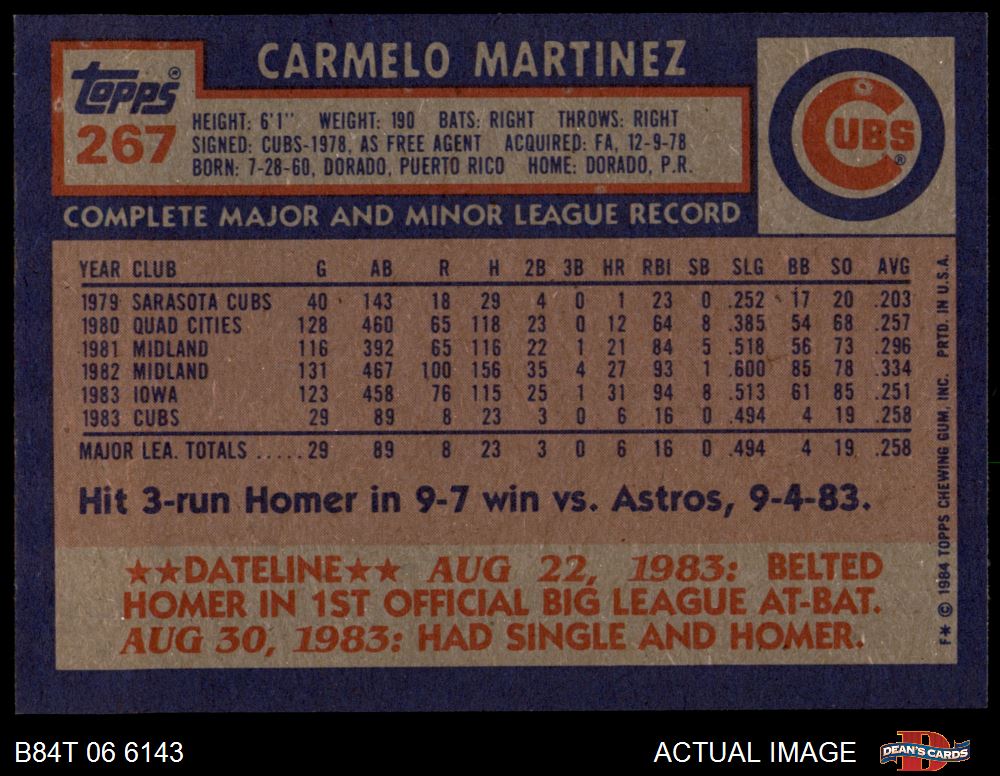 CARMELO MARTINEZ
topps®
267
HEIGHT: 6'1" WEIGHT: 190 BATS: RIGHT THROWS: RIGHT
SIGNED: CUBS-1978, AS FREE AGENT ACQUIRED: FA, 12-9-78
BORN: 7-28-60, DORADO, PUERTO RICO HOME: DORADO, P.R.
CUBS®
COMPLETE MAJOR AND MINOR LEAGUE RECORD
YEAR CLUB G AB R H 2B 3B HR RBI SB SLG BB SO AVG
1979 SARASOTA CUBS 40 143 18 29 4 0 1 23 0 .252 17 20 .203
1980 QUAD CITIES 128 460 65 118 23 0 12 64 8 .385 54 68 .257
1981 MIDLAND 116 392 65 116 22 1 21 84 5 .518 56 73 .296
1982 MIDLAND 131 467 100 156 35 4 27 93 1 .600 85 78 .334
1983 IOWA 123 458 76 115 25 1 31 94 8 .513 61 85 .251
1983 CUBS 29 89 8 23 3 0 6 16 0 .494 4 19 .258
MAJOR LEA. TOTALS .....29 89 8 23 3 0 6 16 0 .494 4 19 .258
Hit 3-run Homer in 9-7 win vs. Astros, 9-4-83.
★★DATELINE★★ AUG 22, 1983: BELTED
HOMER IN 1ST OFFICIAL BIG LEAGUE AT-BAT.
AUG 30, 1983: HAD SINGLE AND HOMER.
F* © 1984 TOPPS CHEWING GUM, INC. PRTD. IN U.S.A.
B84T 06 6143
ACTUAL IMAGE
D
DEAN'S CARDS